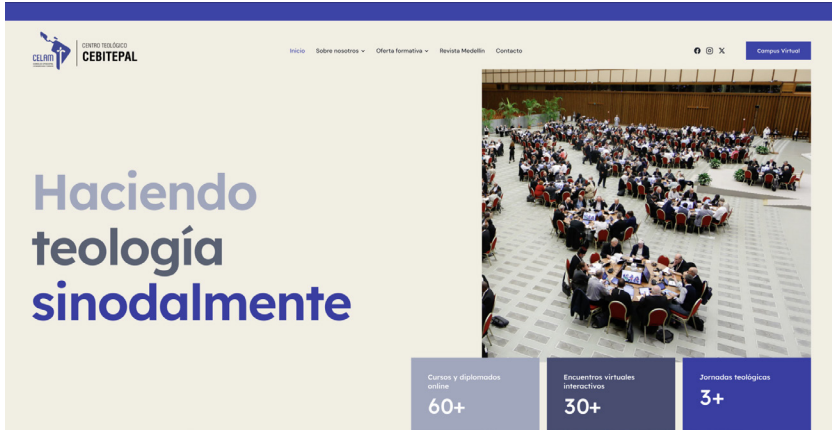 CELAM
CENTRO TEOLÓGICO
CEBITEPAL
Inicio
Sobre nosotros
Oferta formativa
Revista Medellín
Contacto
Campus Virtual
Haciendo
teología
sinodalmente
Cursos y diplomados
online
60+
Encuentros virtuales
interactivos
30+
Jornadas teológicas
3+